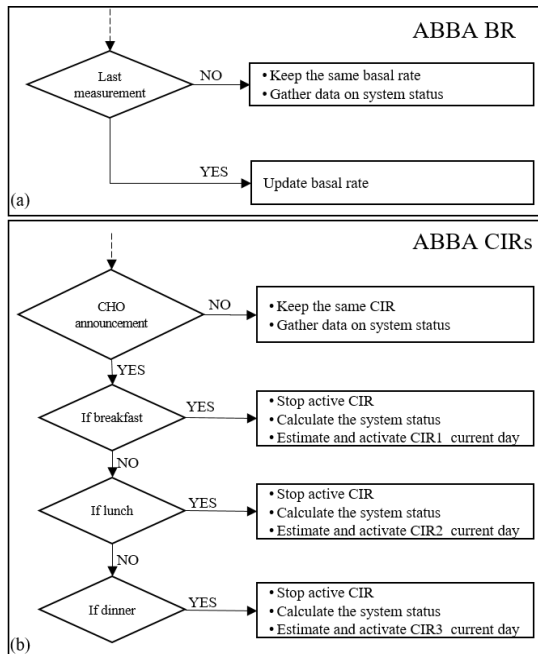 ABBA BR
Last
measurement
NO
• Keep the same basal rate
• Gather data on system status
YES
Update basal rate
(a)
ABBA CIRs
CHO
announcement
NO
• Keep the same CIR
• Gather data on system status
YES
If breakfast
YES
• Stop active CIR
• Calculate the system status
• Estimate and activate CIR1 current day
NO
If lunch
YES
• Stop active CIR
• Calculate the system status
• Estimate and activate CIR2 current day
NO
If dinner
YES
• Stop active CIR
• Calculate the system status
• Estimate and activate CIR3 current day
(b)